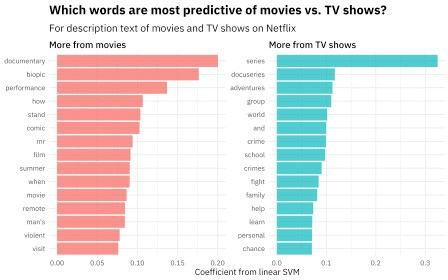 Which words are most predictive of movies vs. TV shows?
For description text of movies and TV shows on Netflix
More from movies
documentary
biopic
performance
how
stand
comic
mr
film
summer
when
movie
remote
man's
violent
visit
0.00 0.05 0.10 0.15 0.20
More from TV shows
series
docuseries
adventures
group
world
and
crime
school
crimes
fight
family
help
learn
personal
chance
0.0 0.1 0.2 0.3
Coefficient from linear SVM